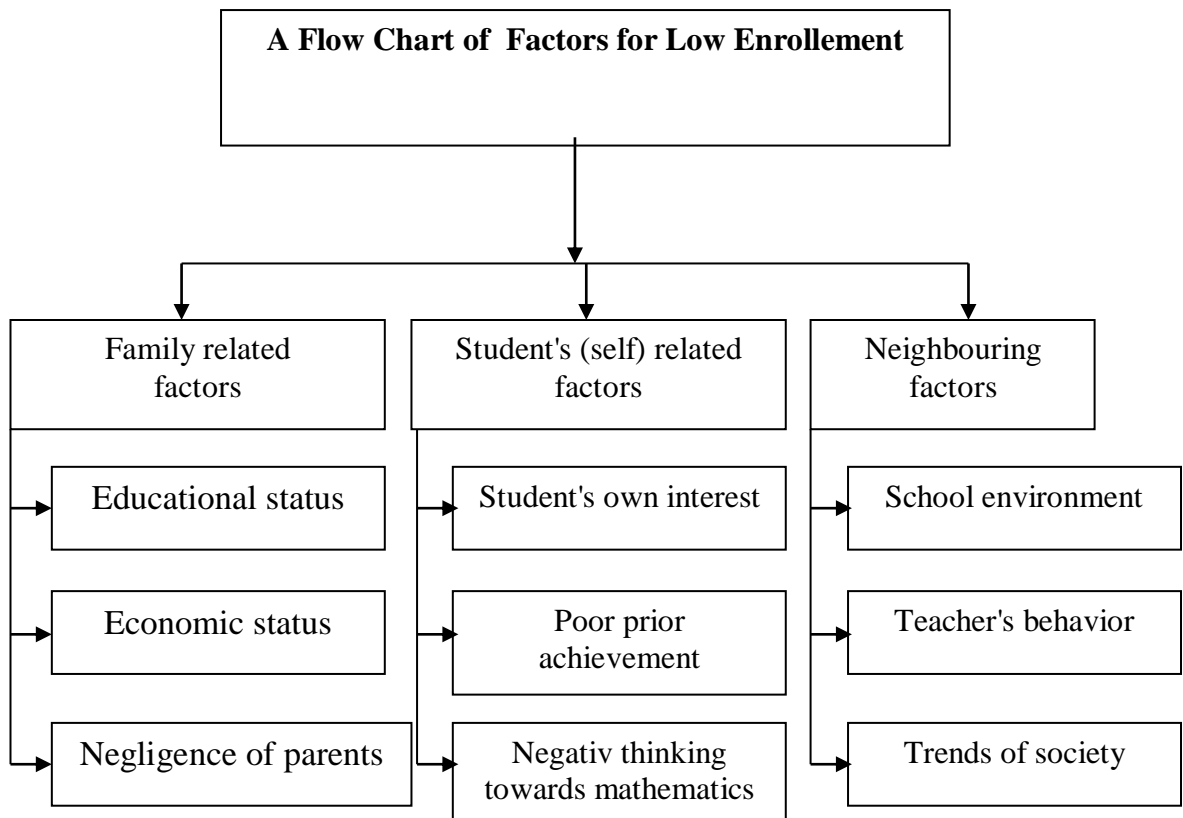 A Flow Chart of Factors for Low Enrollement
Family related
factors
Student's (self) related
factors
Neighbouring
factors
Educational status
Student's own interest
School environment
Economic status
Poor prior
achievement
Teacher's behavior
Negligence of parents
Negativ thinking
towards mathematics
Trends of society